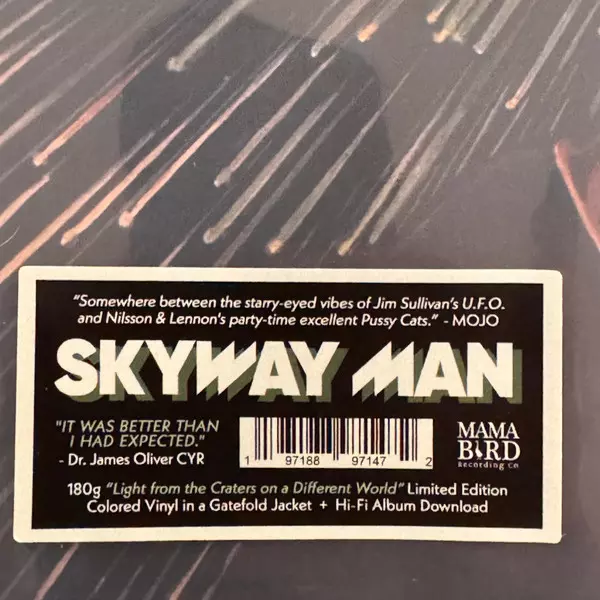 "Somewhere between the starry-eyed vibes of Jim Sullivan's U.F.O.
and Nilsson & Lennon's party-time excellent Pussy Cats." - MOJO
SKYWAY MAN
"IT WAS BETTER THAN
I HAD EXPECTED."
- Dr. James Oliver CYR
1 97188 97147 2
MAMA
BIRD
Recording Co
180g "Light from the Craters on a Different World" Limited Edition
Colored Vinyl in a Gatefold Jacket + Hi-Fi Album Download